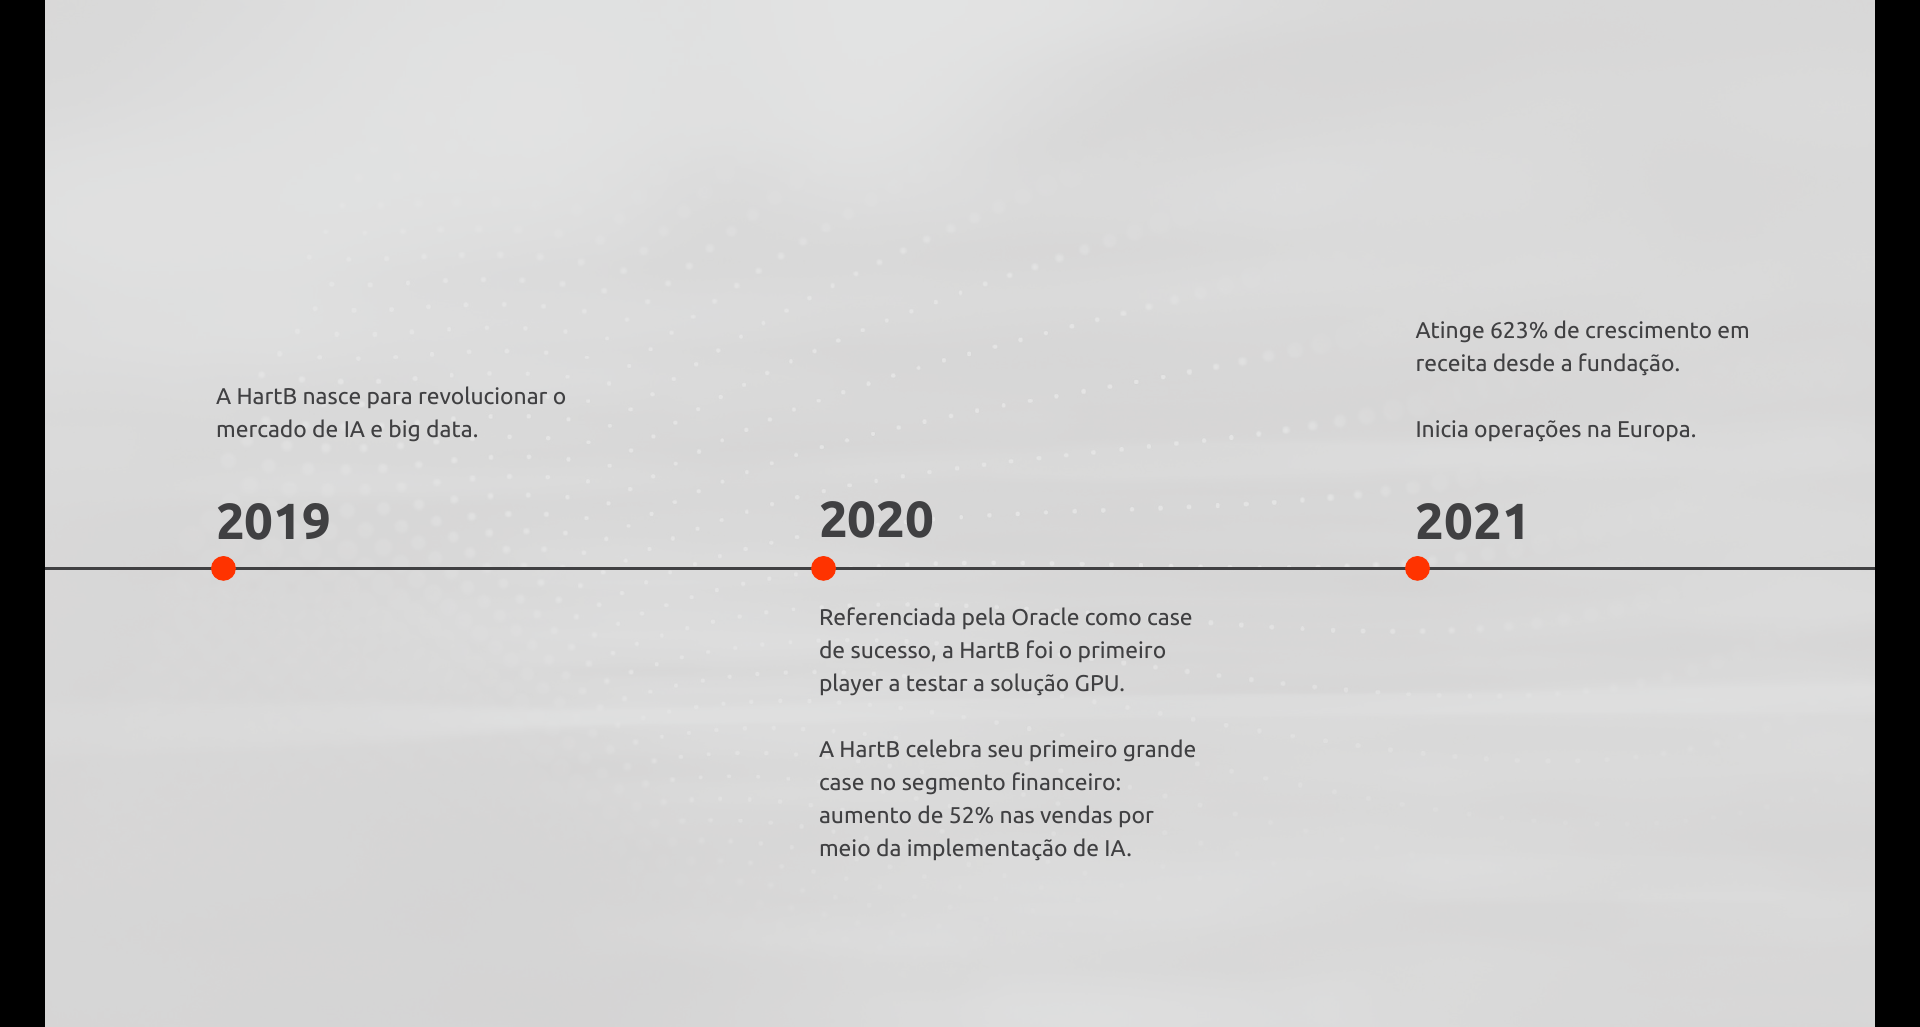 A HartB nasce para revolucionar o
mercado de IA e big data.
2019
2020
Referenciada pela Oracle como case
de sucesso, a HartB foi o primeiro
player a testar a solução GPU.
A HartB celebra seu primeiro grande
case no segmento financeiro:
aumento de 52% nas vendas por
meio da implementação de IA.
Atinge 623% de crescimento em
receita desde a fundação.
Inicia operações na Europa.
2021